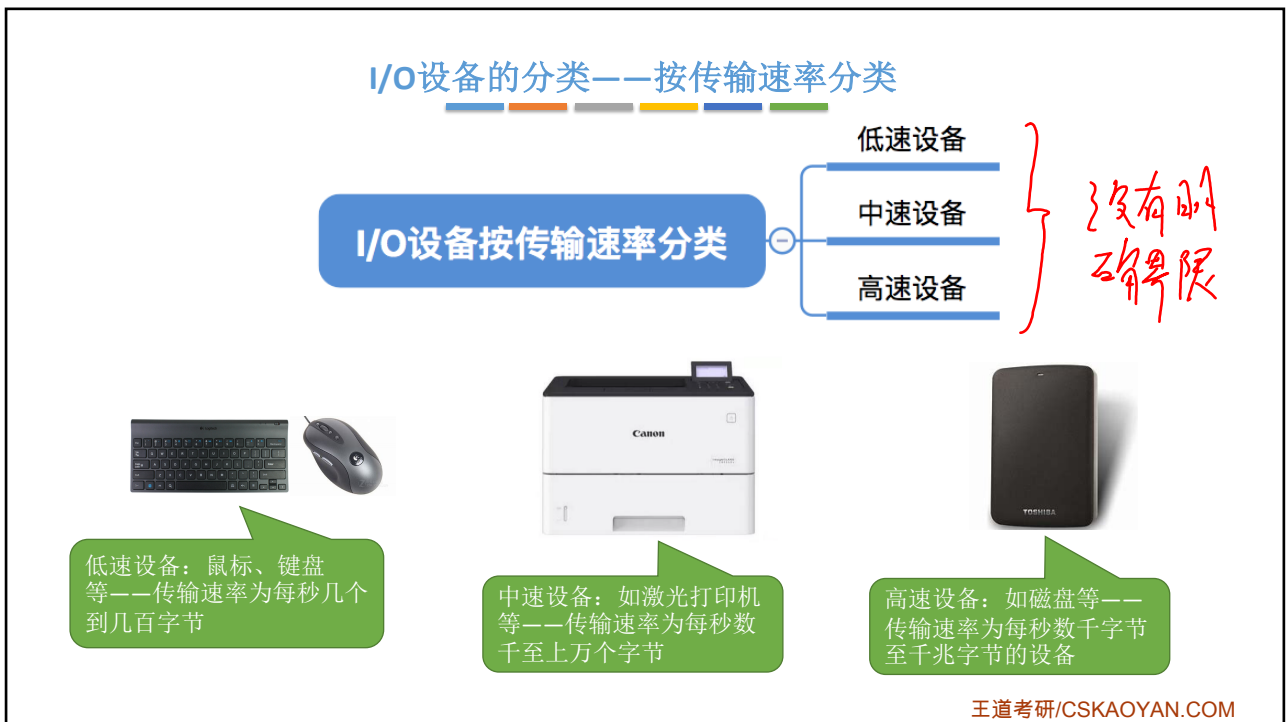 I/O设备的分类——按传输速率分类
I/O设备按传输速率分类
低速设备
中速设备
高速设备
没有明
确界限
Canon
TOSHIBA
低速设备：鼠标、键盘
等——传输速率为每秒几个
到几百字节
中速设备：如激光打印机
等——传输速率为每秒数
千至上万个字节
高速设备：如磁盘等——
传输速率为每秒数千字节
至千兆字节的设备
王道考研/CSKAOYAN.COM